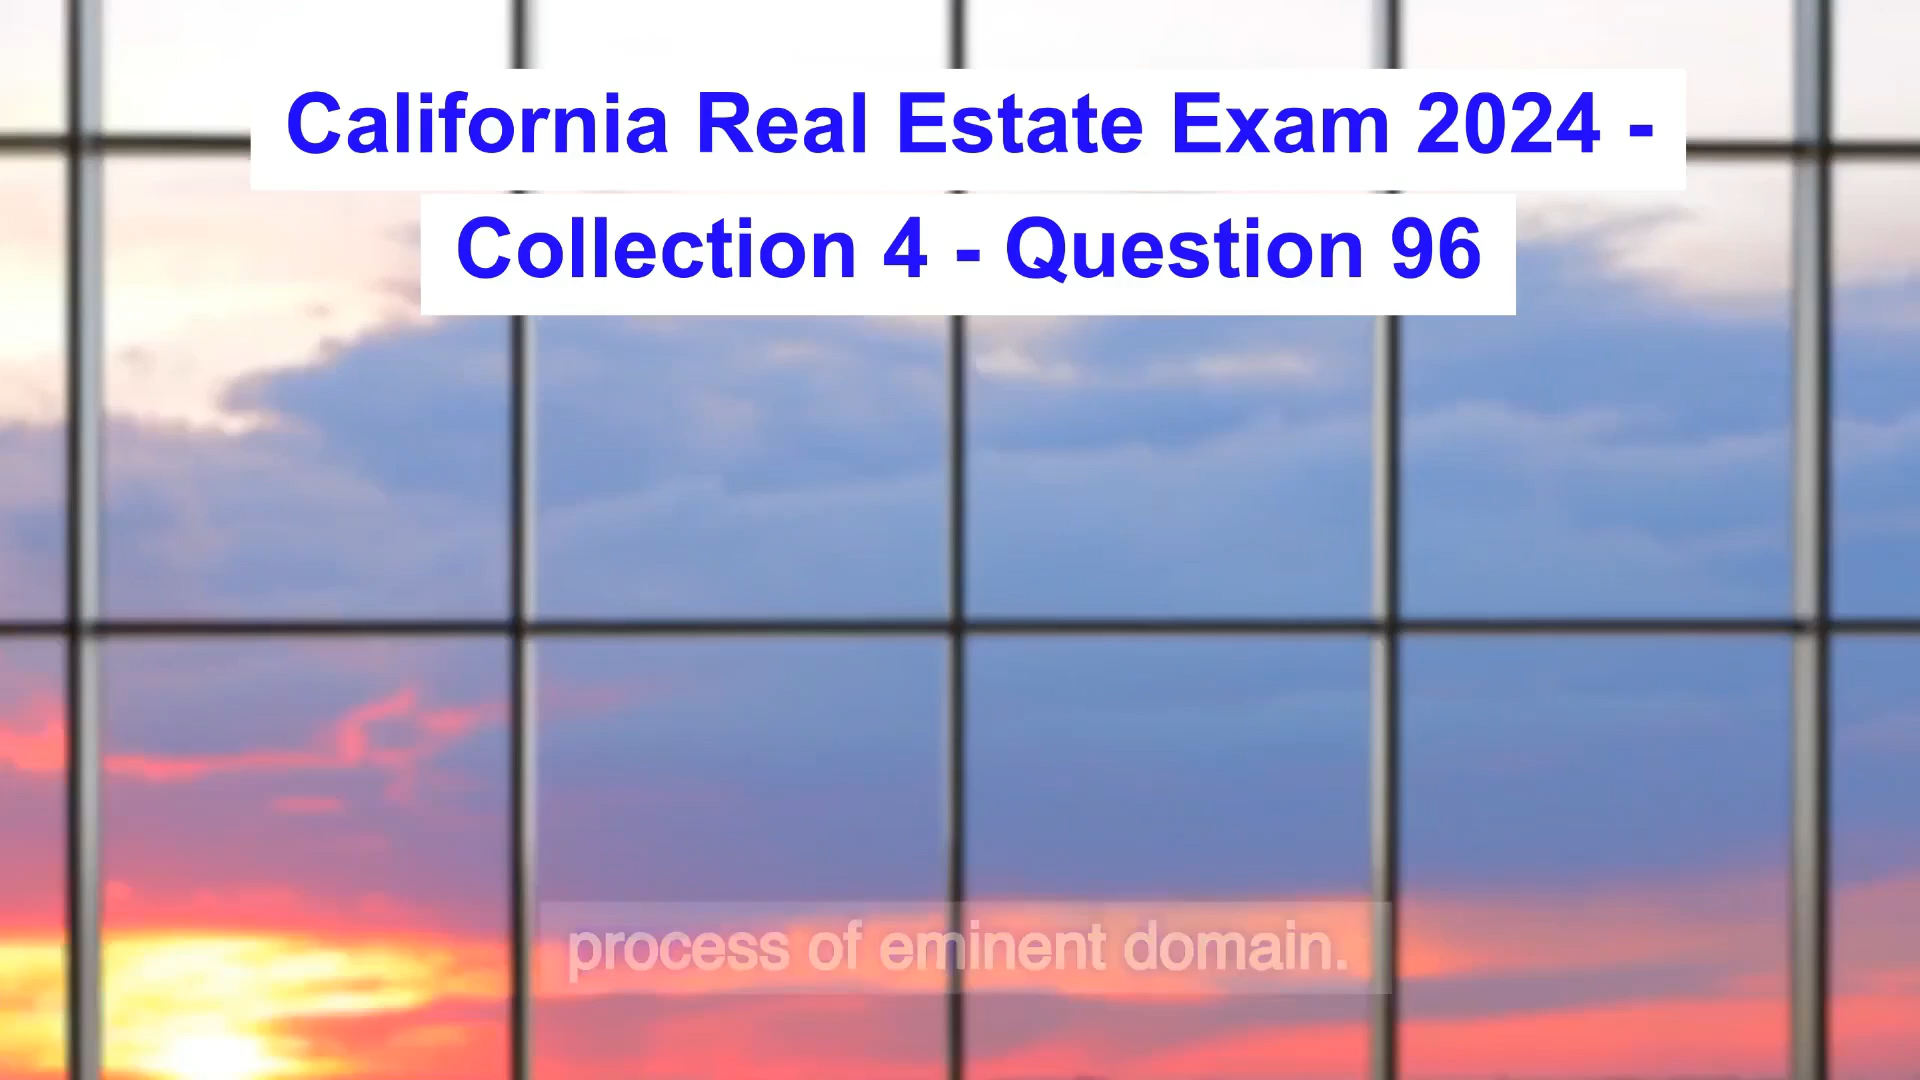 California Real Estate Exam 2024 -
Collection 4 - Question 96
process of eminent domain.